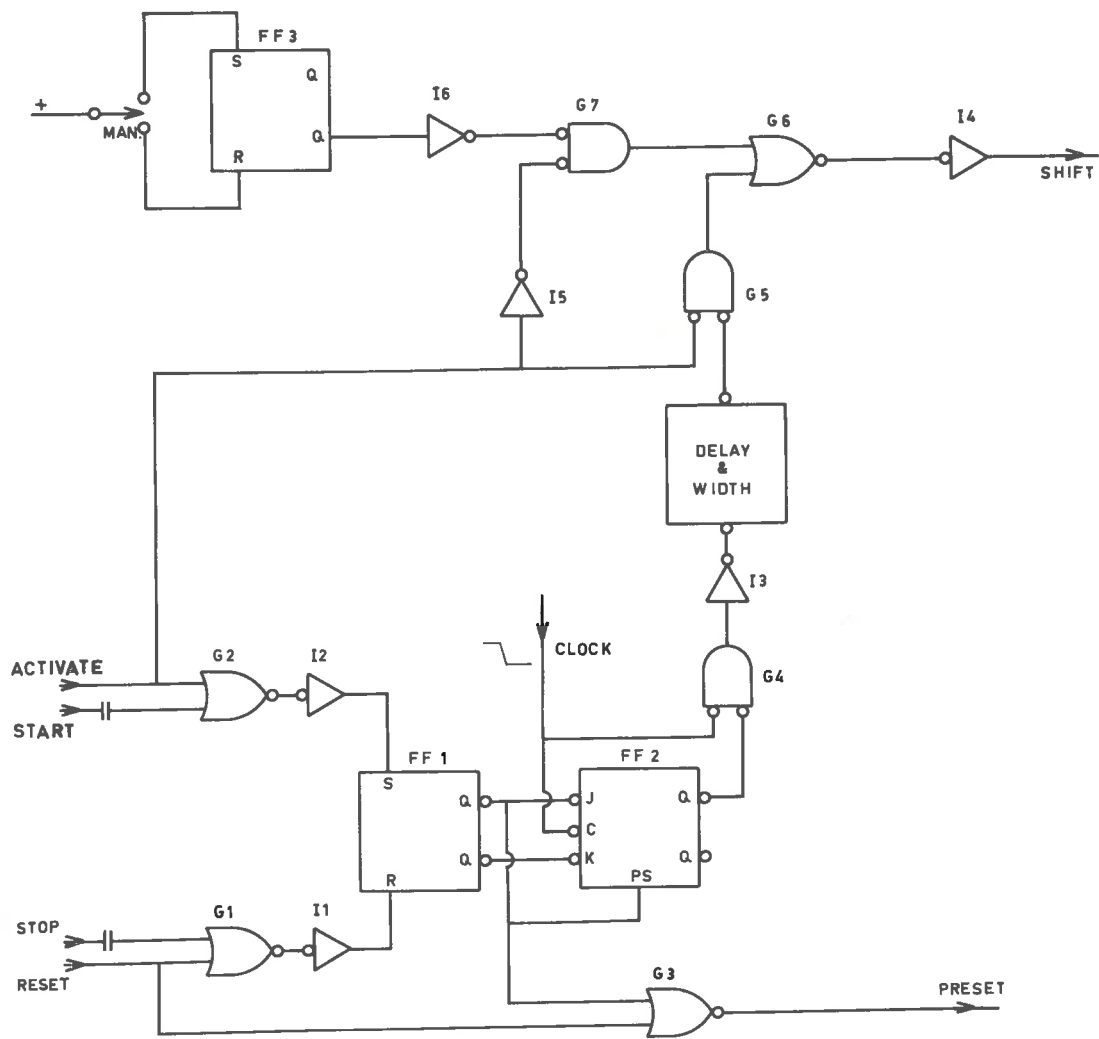 FF3
S
Q
+
MAN.
Q
R
I6
G7
G6
I4
SHIFT
I5
G5
DELAY
&
WIDTH
I3
CLOCK
G4
ACTIVATE
START
G2
I2
FF1
S
Q
Q
R
FF2
J
Q
C
K
Q
PS
STOP
RESET
G1
I1
G3
PRESET